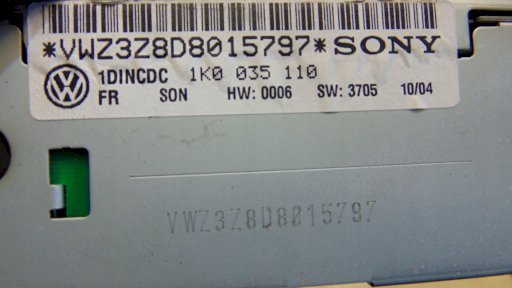 *VWZ3Z8D8015797* SONY
1DINCDC 1K0 035 110
FR SON HW: 0006 SW: 3705 10/04
VWZ3Z8D8015797